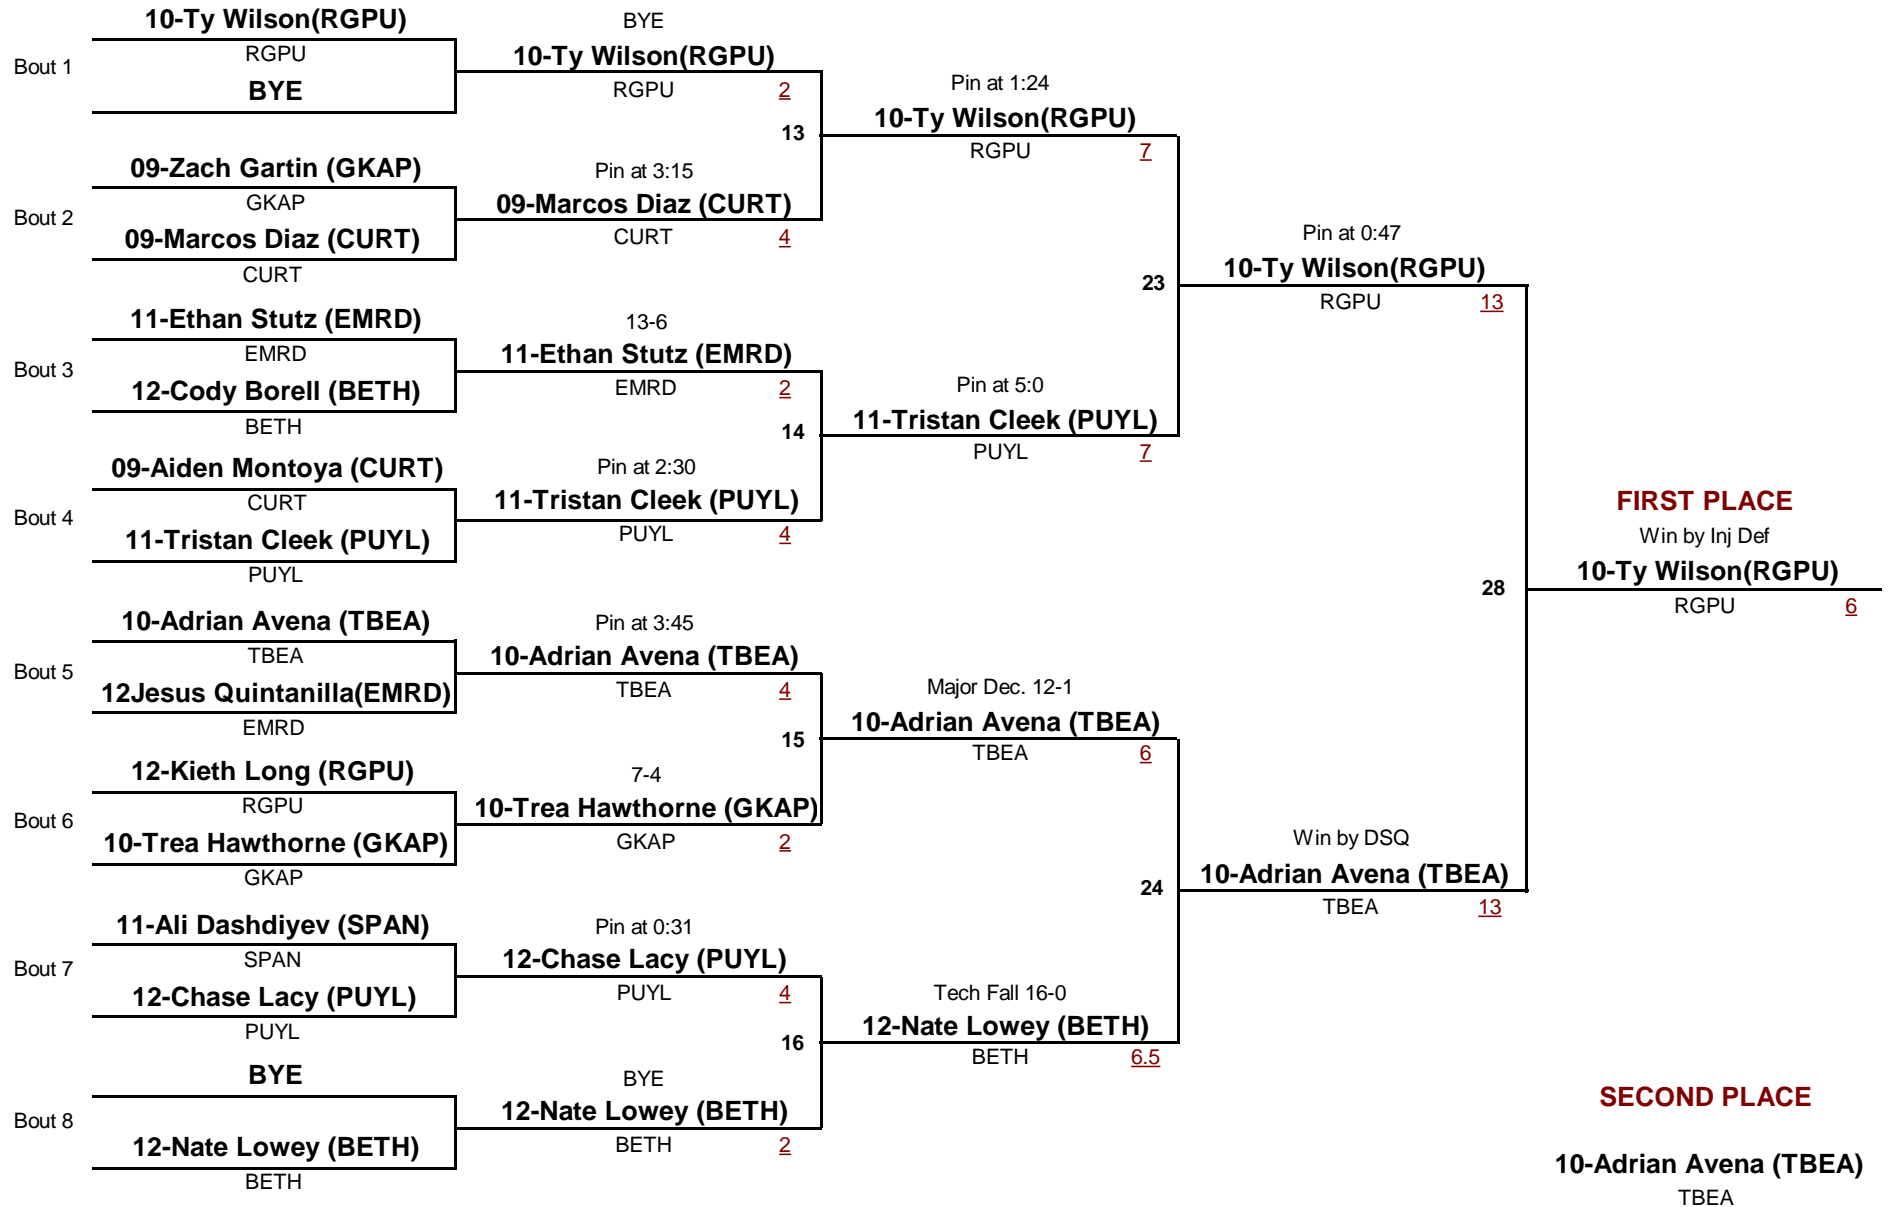 10-Ty Wilson(RGPU)
Bout 1
RGPU
BYE
09-Zach Gartin (GKAP)
Bout 2
GKAP
09-Marcos Diaz (CURT)
CURT
11-Ethan Stutz (EMRD)
Bout 3
EMRD
12-Cody Borell (BETH)
BETH
09-Aiden Montoya (CURT)
Bout 4
CURT
11-Tristan Cleek (PUYL)
PUYL
10-Adrian Avena (TBEA)
Bout 5
TBEA
12Jesus Quintanilla(EMRD)
EMRD
12-Kieth Long (RGPU)
Bout 6
RGPU
10-Trea Hawthorne (GKAP)
GKAP
11-Ali Dashdiyev (SPAN)
Bout 7
SPAN
12-Chase Lacy (PUYL)
PUYL
BYE
Bout 8
12-Nate Lowey (BETH)
BETH
BYE
10-Ty Wilson(RGPU)
RGPU 2
13
Pin at 3:15
09-Marcos Diaz (CURT)
CURT 4
13-6
11-Ethan Stutz (EMRD)
EMRD 2
14
Pin at 2:30
11-Tristan Cleek (PUYL)
PUYL 4
Pin at 3:45
10-Adrian Avena (TBEA)
TBEA 4
15
7-4
10-Trea Hawthorne (GKAP)
GKAP 2
Pin at 0:31
12-Chase Lacy (PUYL)
PUYL 4
16
BYE
12-Nate Lowey (BETH)
BETH 2
Pin at 1:24
10-Ty Wilson(RGPU)
RGPU 7
23
Pin at 5:0
11-Tristan Cleek (PUYL)
PUYL 7
Major Dec. 12-1
10-Adrian Avena (TBEA)
TBEA 6
24
Tech Fall 16-0
12-Nate Lowey (BETH)
BETH 6.5
Pin at 0:47
10-Ty Wilson(RGPU)
RGPU 13
28
Win by DSQ
10-Adrian Avena (TBEA)
TBEA 13
FIRST PLACE
Win by Inj Def
10-Ty Wilson(RGPU)
RGPU 6
SECOND PLACE
10-Adrian Avena (TBEA)
TBEA